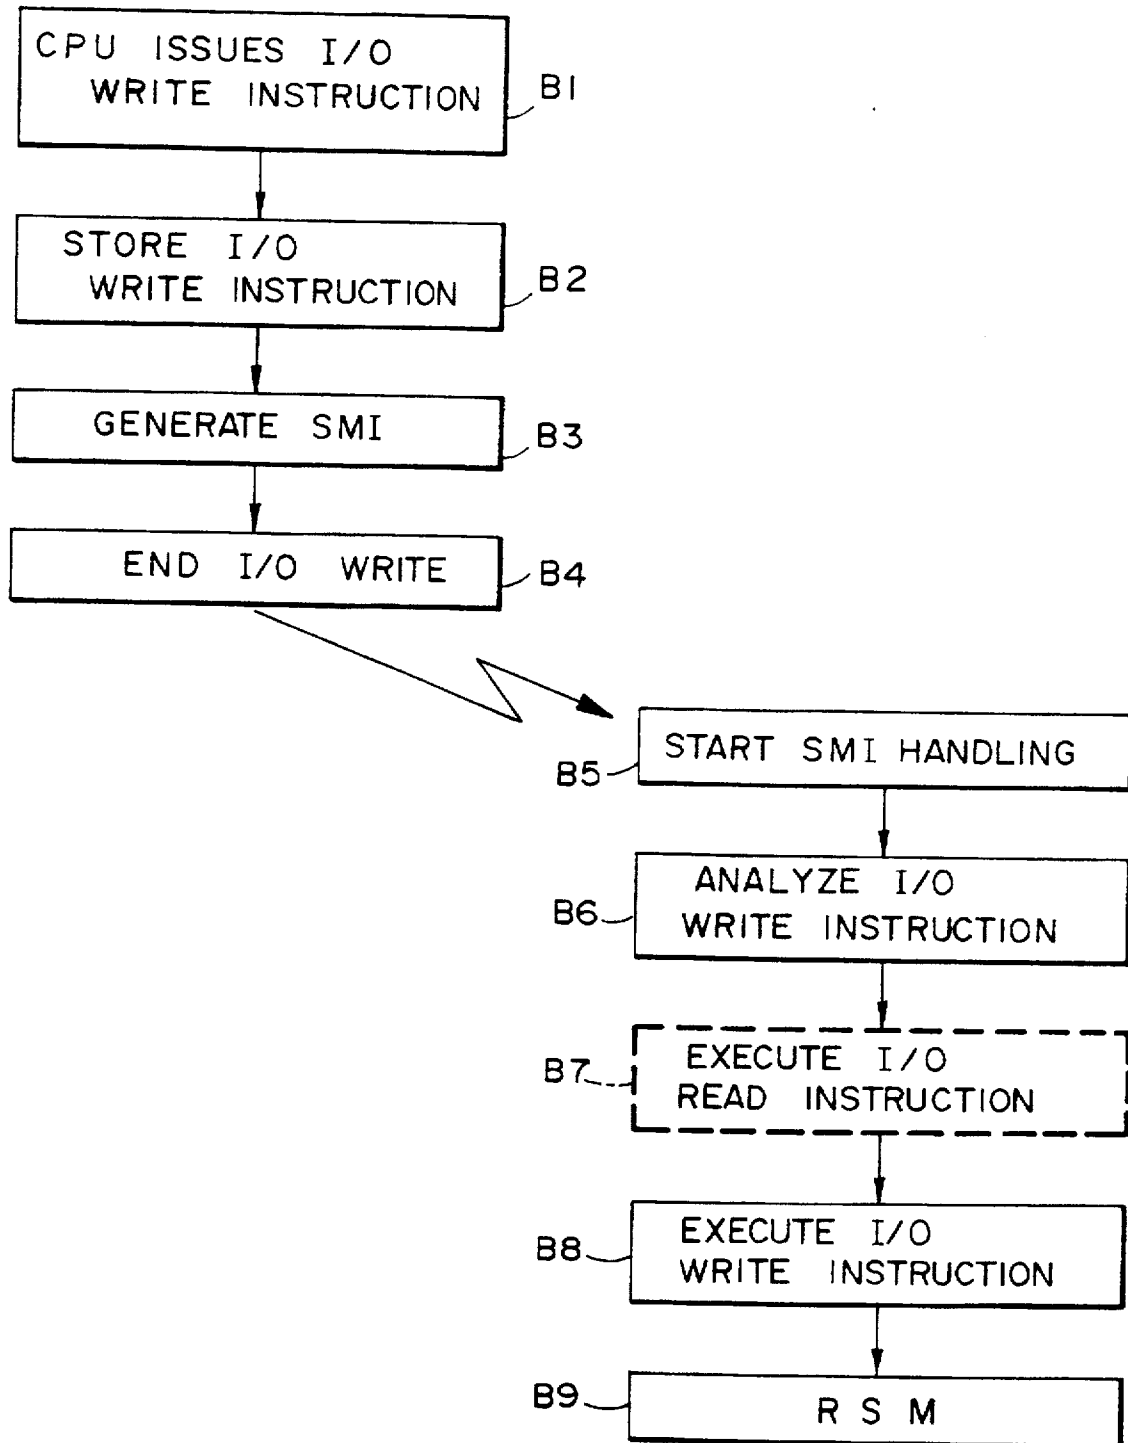 CPU ISSUES I/O
WRITE INSTRUCTION
B1
STORE I/O
WRITE INSTRUCTION
B2
GENERATE SMI
B3
END I/O WRITE
B4
START SMI HANDLING
B5
ANALYZE I/O
WRITE INSTRUCTION
B6
EXECUTE I/O
READ INSTRUCTION
B7
EXECUTE I/O
WRITE INSTRUCTION
B8
RSM
B9